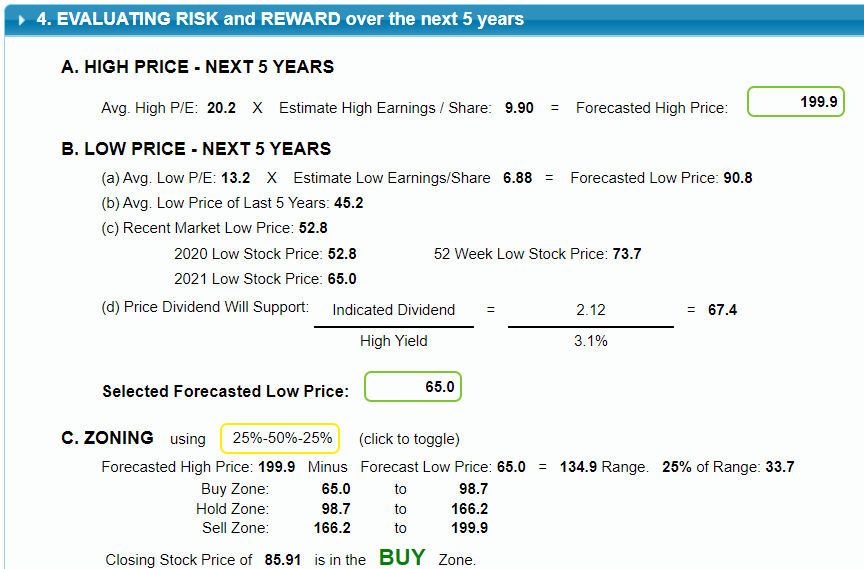 4. EVALUATING RISK and REWARD over the next 5 years
A. HIGH PRICE - NEXT 5 YEARS
Avg. High P/E: 20.2 X Estimate High Earnings / Share: 9.90 = Forecasted High Price: 199.9
B. LOW PRICE - NEXT 5 YEARS
(a) Avg. Low P/E: 13.2 X Estimate Low Earnings/Share 6.88 = Forecasted Low Price: 90.8
(b) Avg. Low Price of Last 5 Years: 45.2
(c) Recent Market Low Price: 52.8
2020 Low Stock Price: 52.8 52 Week Low Stock Price: 73.7
2021 Low Stock Price: 65.0
(d) Price Dividend Will Support: Indicated Dividend = 2.12 = 67.4
High Yield 3.1%
Selected Forecasted Low Price: 65.0
C. ZONING using 25%-50%-25% (click to toggle)
Forecasted High Price: 199.9 Minus Forecast Low Price: 65.0 = 134.9 Range. 25% of Range: 33.7
Buy Zone: 65.0 to 98.7
Hold Zone: 98.7 to 166.2
Sell Zone: 166.2 to 199.9
Closing Stock Price of 85.91 is in the BUY Zone.